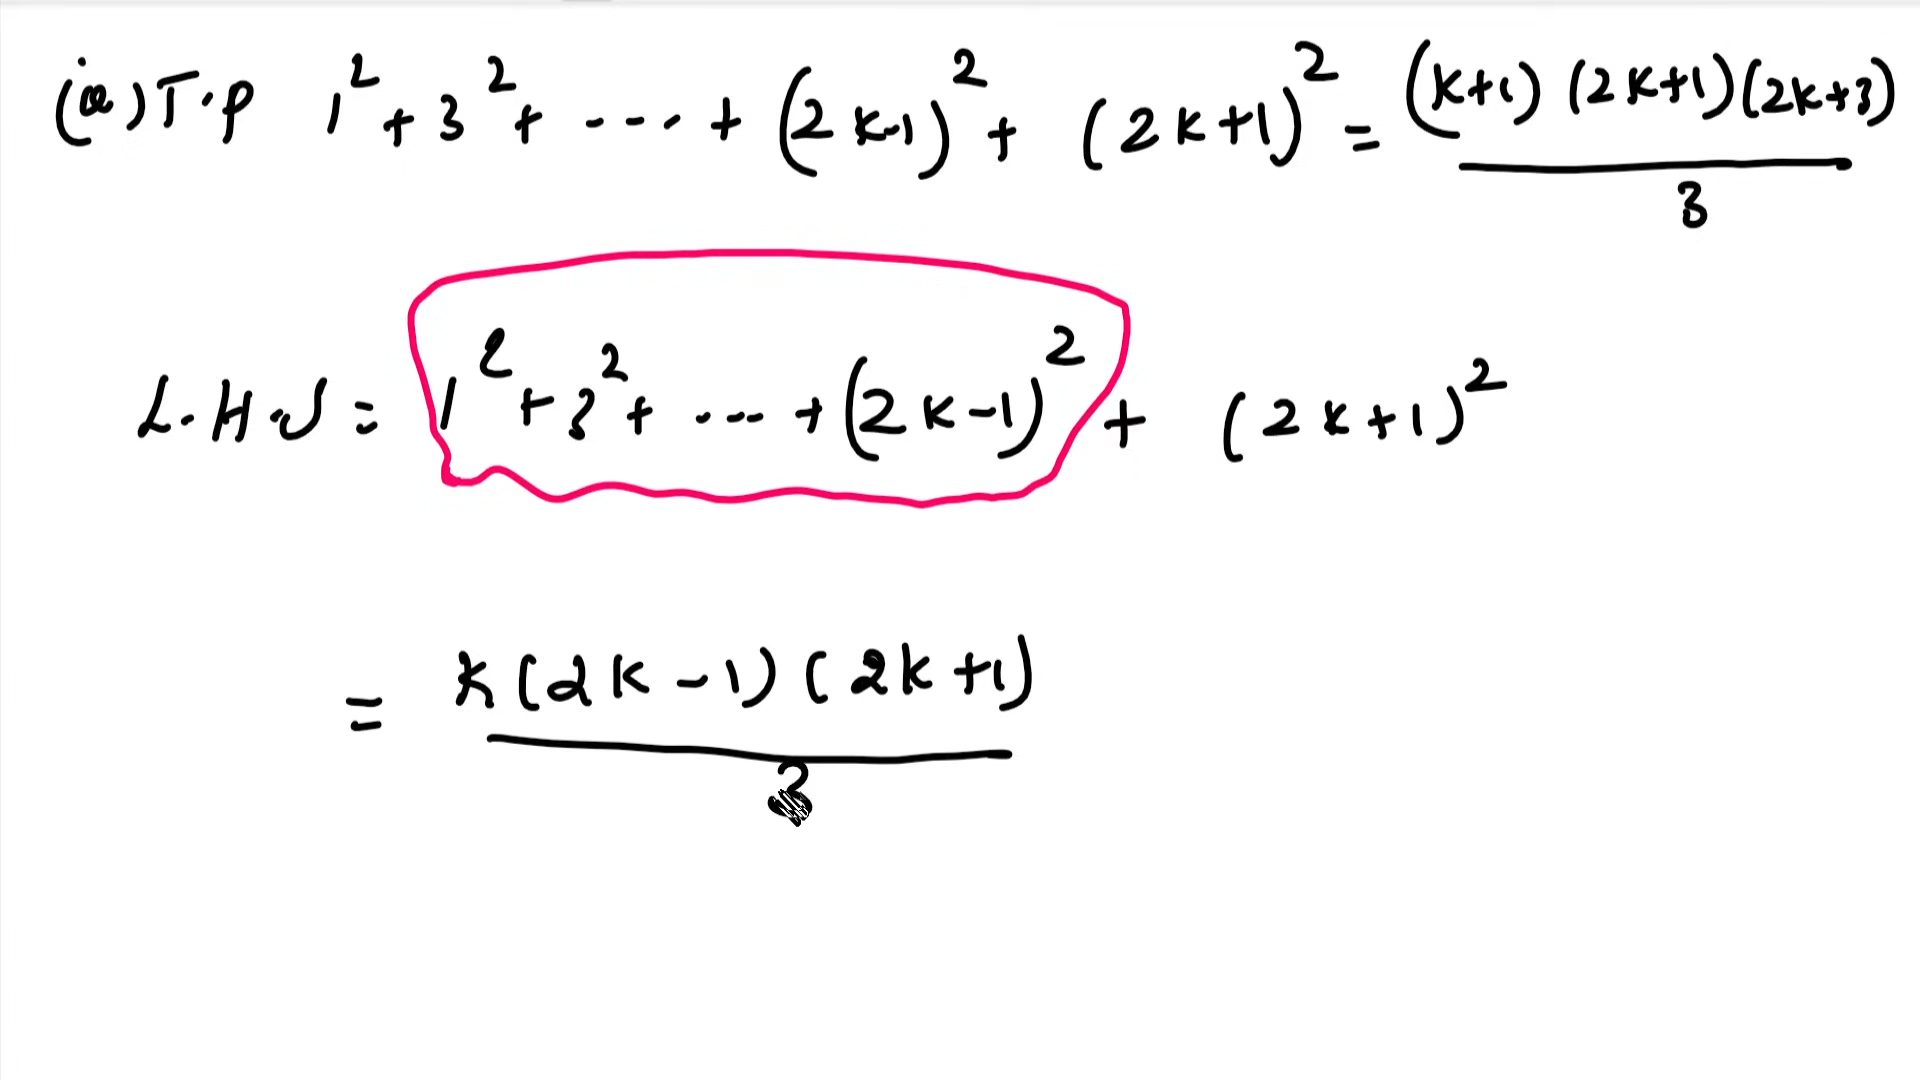 (ie) T.P 1² + 3² + ---. + (2k-1)² + (2k+1)² = (k+1)(2k+1)(2k+3)/3
L.H.S = 1² + 3² + --- + (2k-1)² + (2k+1)²
= k(2k-1)(2k+1)/3